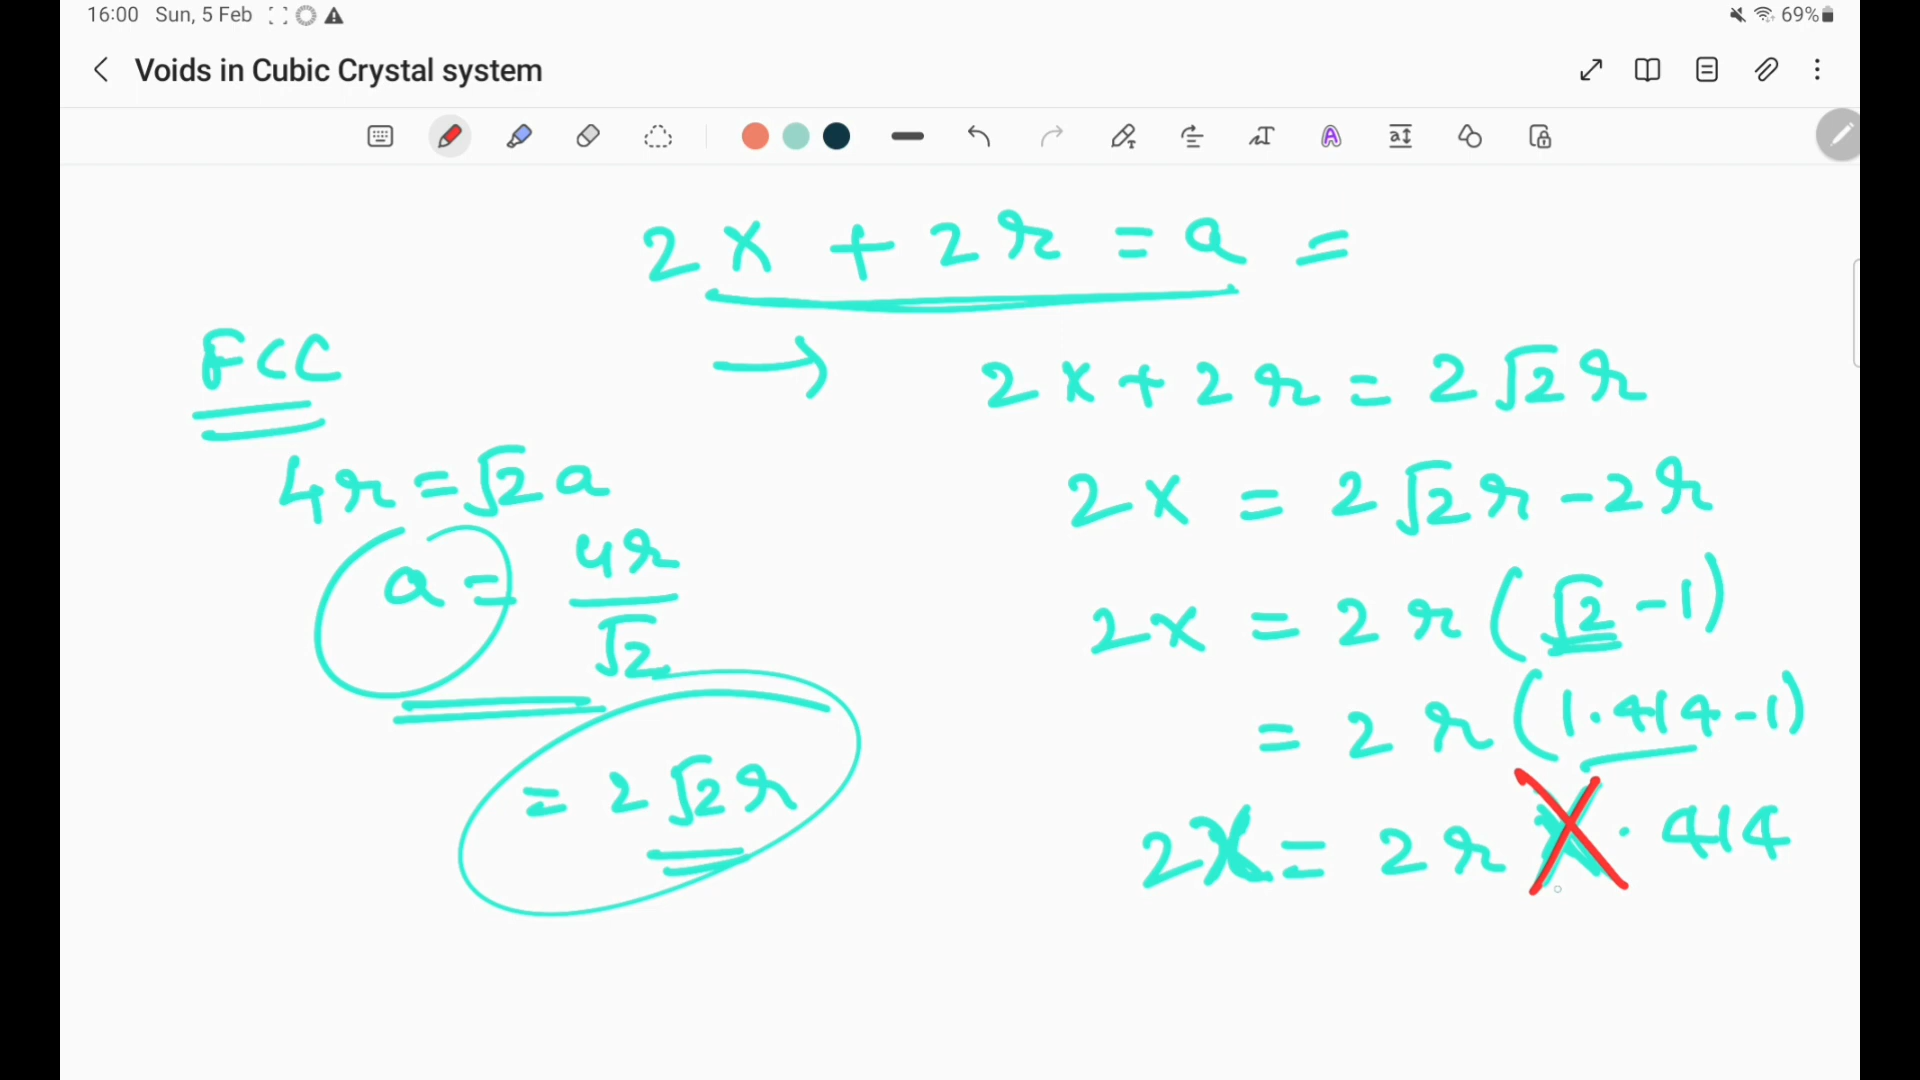 16:00 Sun, 5 Feb
69%
Voids in Cubic Crystal system
2x + 2r = a =
FCC
→ 2x + 2r = 2√2r
4r = √2a
2x = 2√2r - 2r
a = 4r/√2
2x = 2r (√2 - 1)
= 2r (1.414 - 1)
= 2√2r
2x = 2r .414